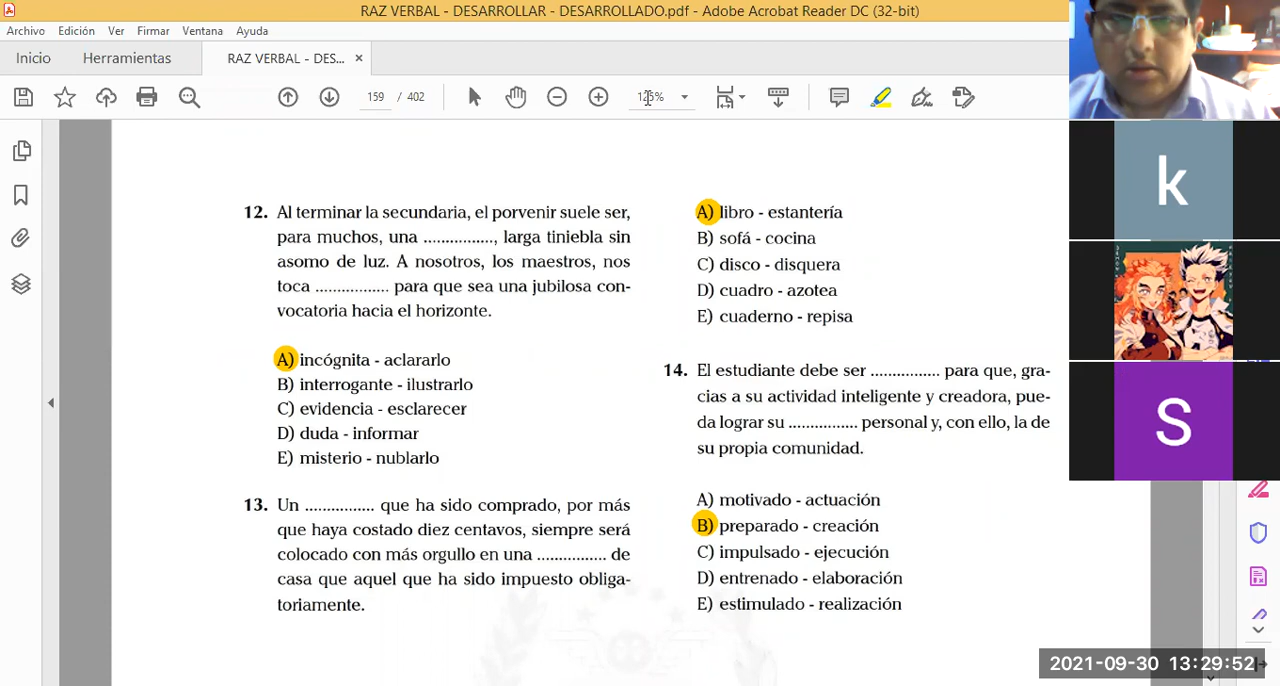 RAZ VERBAL - DESARROLLAR - DESARROLLADO.pdf - Adobe Acrobat Reader DC (32-bit)
Archivo Edición Ver Firmar Ventana Ayuda
Inicio Herramientas RAZ VERBAL - DES... ×
159 / 402
12. Al terminar la secundaria, el porvenir suele ser,
para muchos, una ..............., larga tiniebla sin
asomo de luz. A nosotros, los maestros, nos
toca ................ para que sea una jubilosa con-
vocatoria hacia el horizonte.
A) incógnita - aclararlo
B) interrogante - ilustrarlo
C) evidencia - esclarecer
D) duda - informar
E) misterio - nublarlo
13. Un ............... que ha sido comprado, por más
que haya costado diez centavos, siempre será
colocado con más orgullo en una ............... de
casa que aquel que ha sido impuesto obliga-
toriamente.
A) libro - estantería
B) sofá - cocina
C) disco - disquera
D) cuadro - azotea
E) cuaderno - repisa
14. El estudiante debe ser ............... para que, gra-
cias a su actividad inteligente y creadora, pue-
da lograr su ............... personal y, con ello, la de
su propia comunidad.
A) motivado - actuación
B) preparado - creación
C) impulsado - ejecución
D) entrenado - elaboración
E) estimulado - realización
k
S
2021-09-30 13:29:52